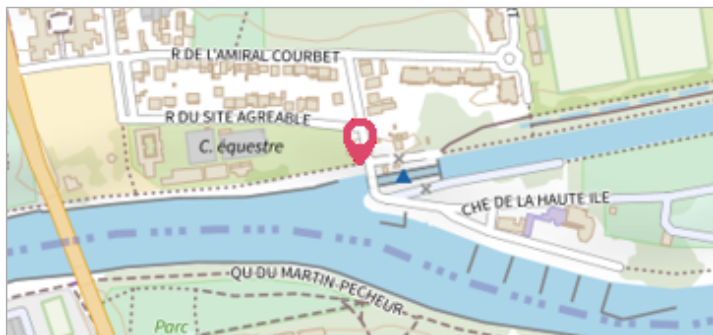 R DE L'AMIRAL COURBET
R DU SITE AGREABLE
C. équestre
CHE DE LA HAUTE ILE
QU DU MARTIN-PECHEUR
Parc